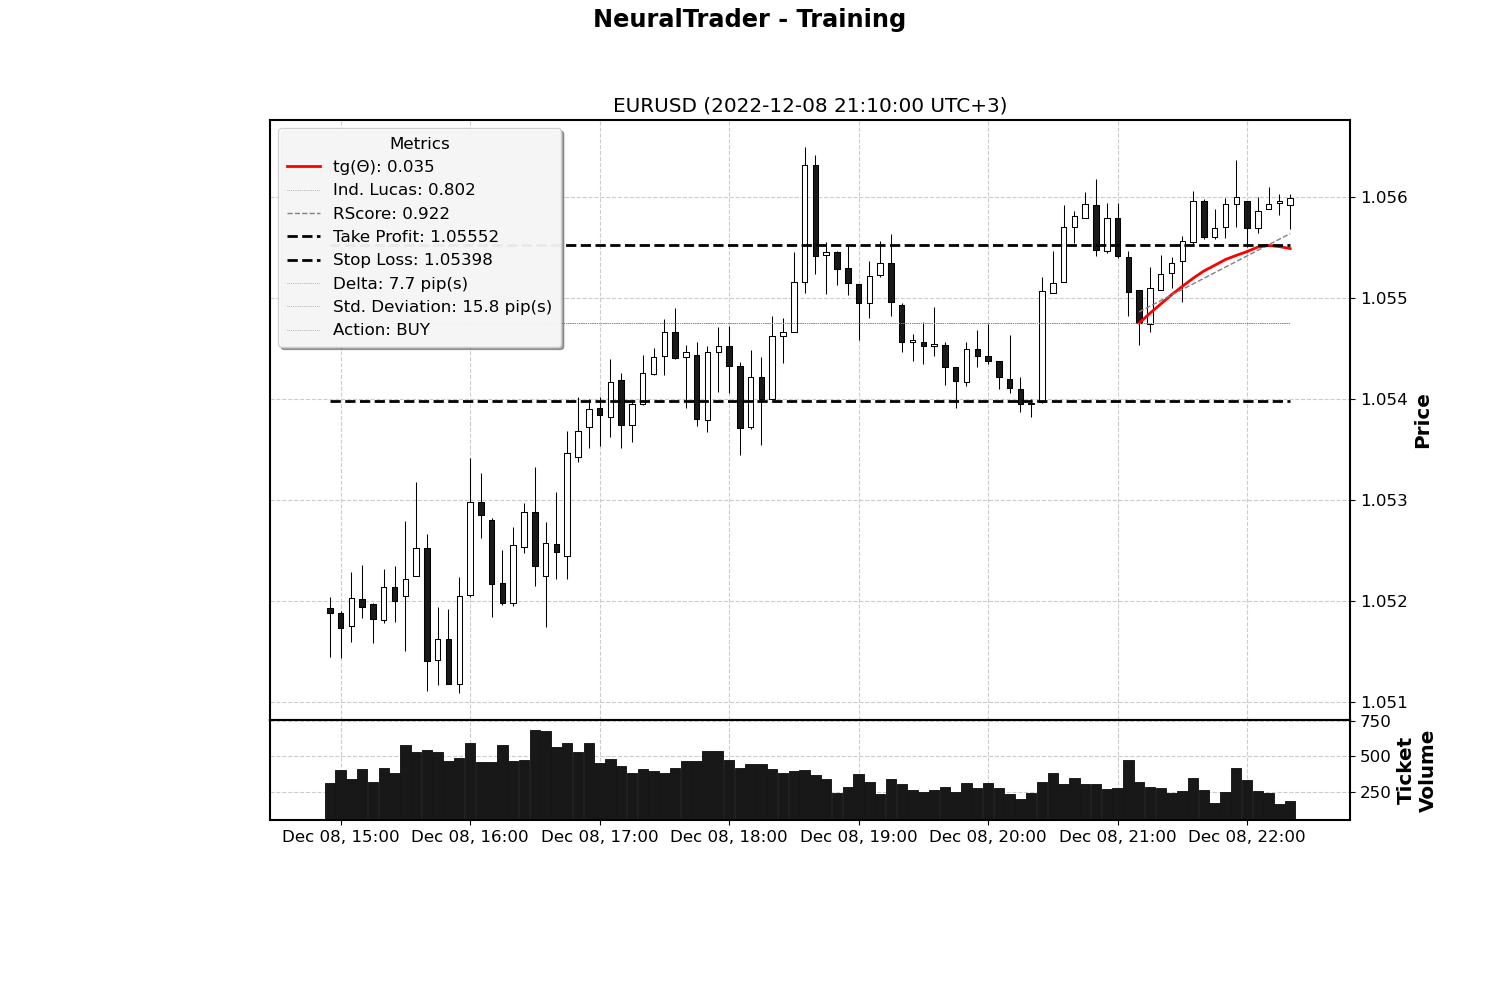 NeuralTrader - Training
EURUSD (2022-12-08 21:10:00 UTC+3)
Metrics
tg(Θ): 0.035
Ind. Lucas: 0.802
RScore: 0.922
Take Profit: 1.05552
Stop Loss: 1.05398
Delta: 7.7 pip(s)
Std. Deviation: 15.8 pip(s)
Action: BUY
1.056
1.055
1.054
1.053
1.052
1.051
Price
750
500
250
Ticket
Volume
Dec 08, 15:00
Dec 08, 16:00
Dec 08, 17:00
Dec 08, 18:00
Dec 08, 19:00
Dec 08, 20:00
Dec 08, 21:00
Dec 08, 22:00